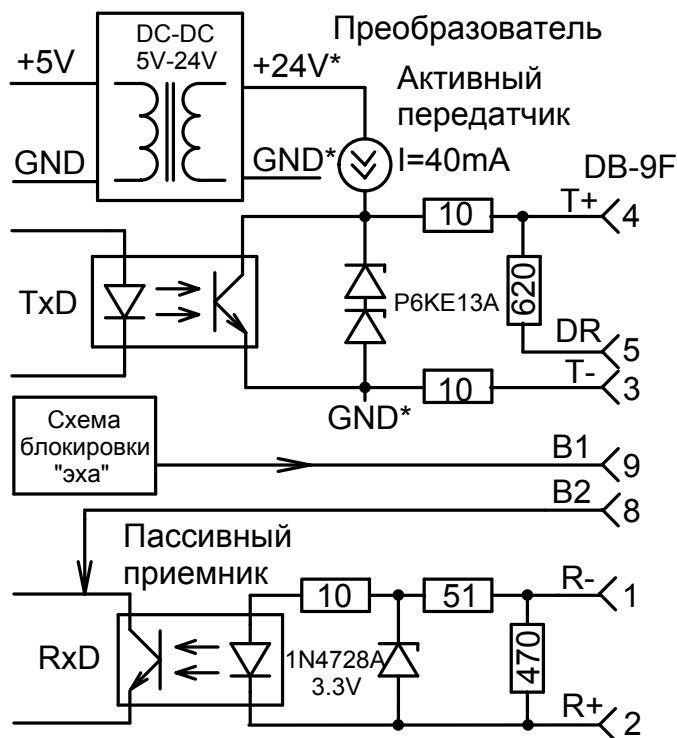 DC-DC
5V-24V
Преобразователь
+5V
+24V*
Активный
передатчик
GND
GND*
I=40mA
DB-9F
10
T+
4
TxD
P6KE13A
620
DR
5
T-
10
3
GND*
Схема
блокировки
"эха"
B1
9
B2
8
Пассивный
приемник
10
51
R-
1
RxD
1N4728A
3.3V
470
R+
2